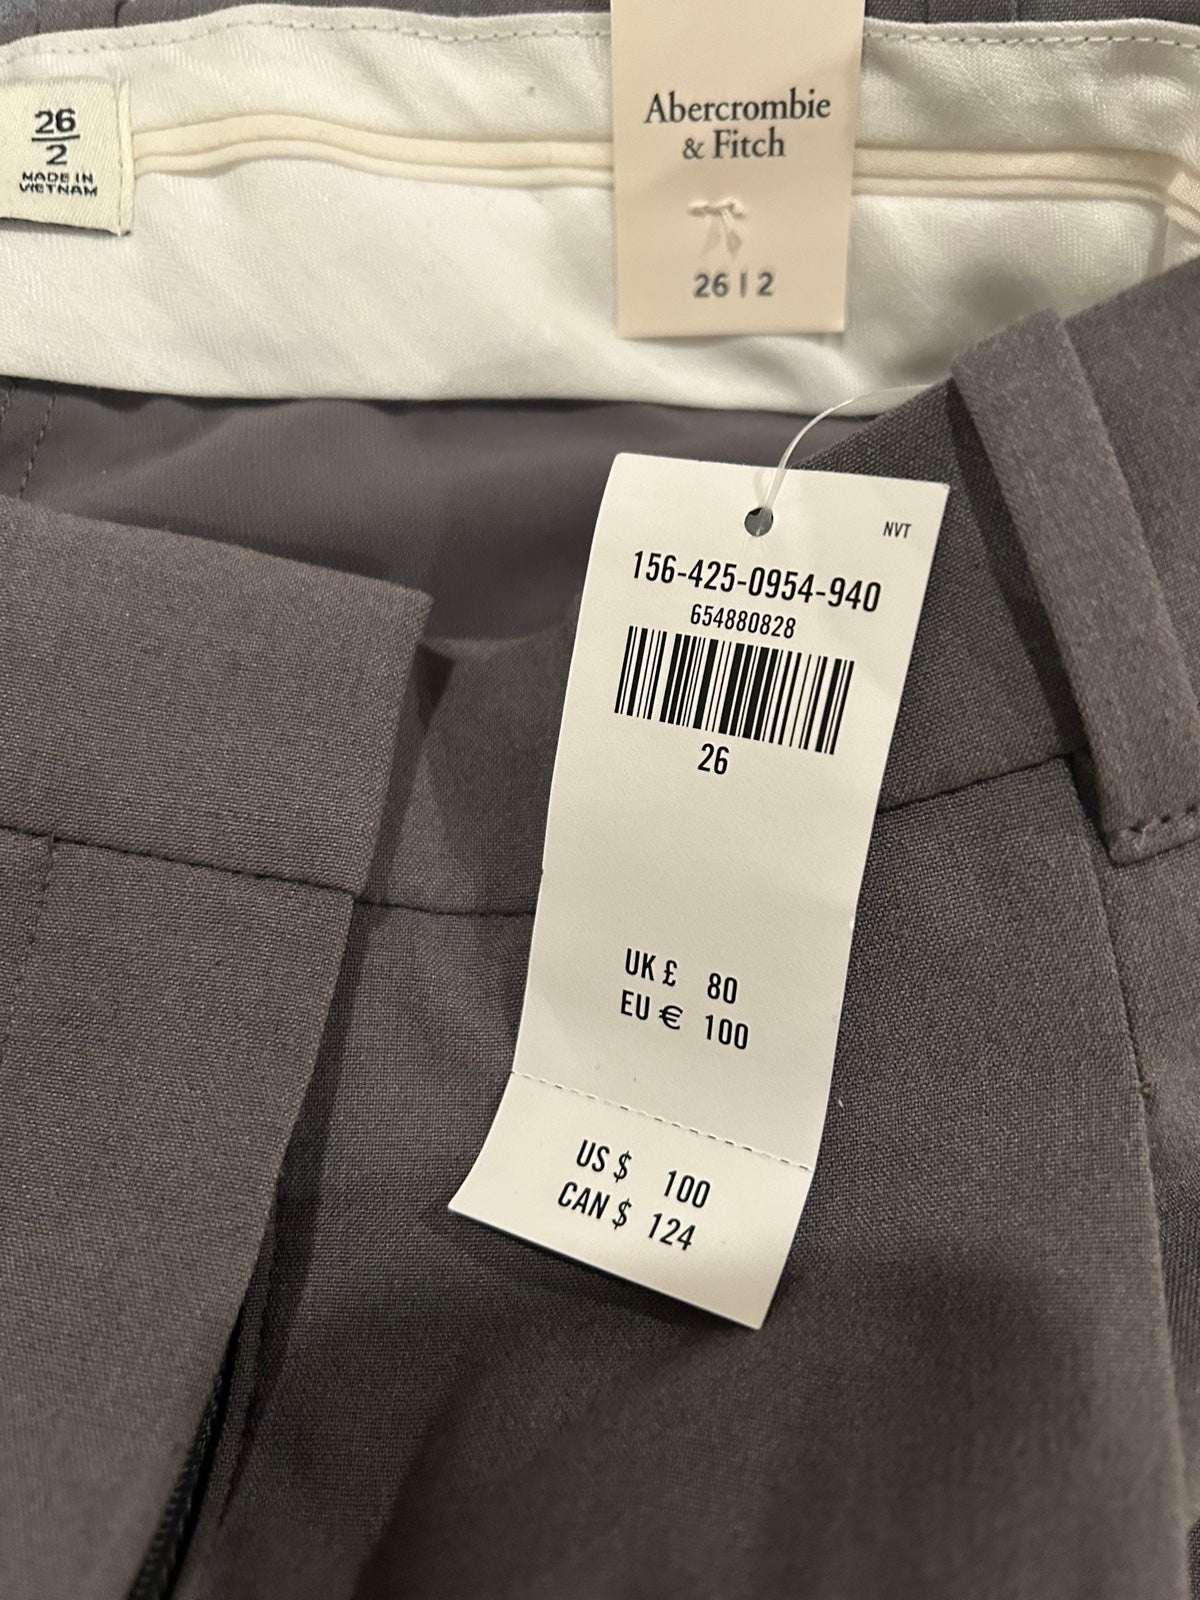 26
2
MADE IN
VIETNAM
Abercrombie
& Fitch
26 | 2
NVT
156-425-0954-940
654880828
26
UK £ 80
EU € 100
US $ 100
CAN $ 124